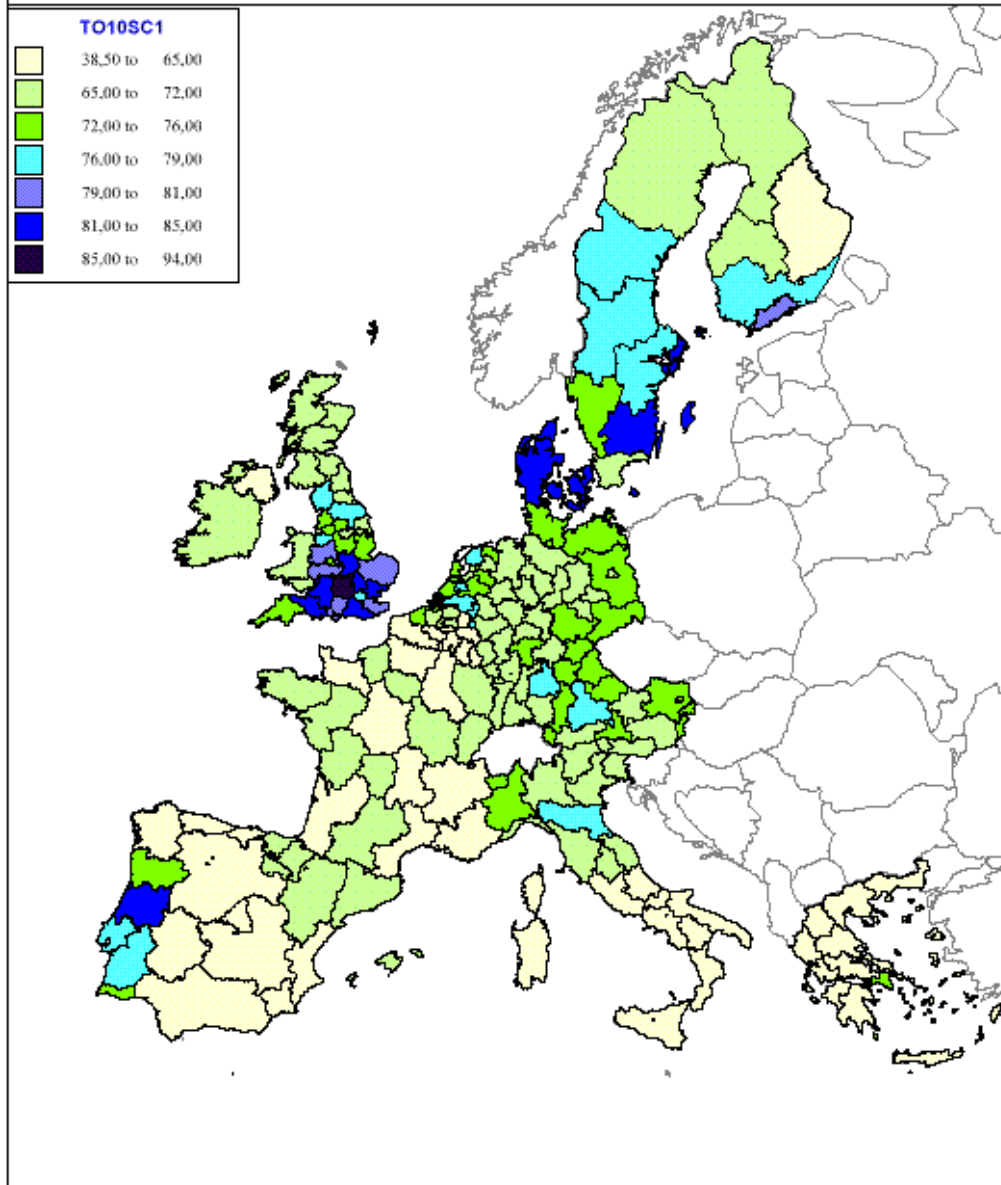 TO10SC1
38,50 to 65,00
65,00 to 72,00
72,00 to 76,00
76,00 to 79,00
79,00 to 81,00
81,00 to 85,00
85,00 to 94,00